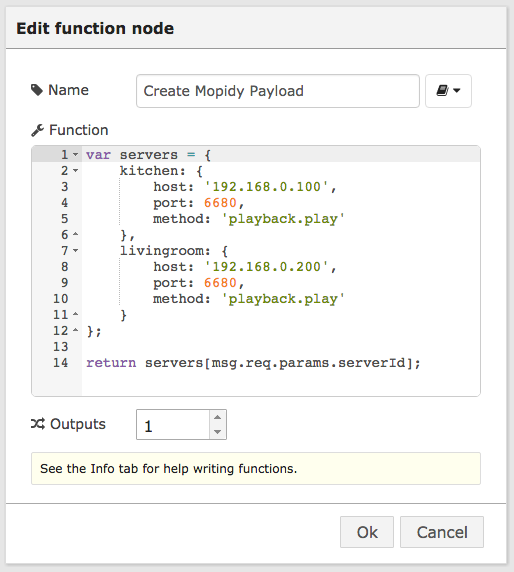 Edit function node
Name
Create Mopidy Payload
Function
1 var servers = {
2     kitchen: {
3         host: '192.168.0.100',
4         port: 6680,
5         method: 'playback.play'
6     },
7     livingroom: {
8         host: '192.168.0.200',
9         port: 6680,
10         method: 'playback.play'
11     }
12 };
13
14 return servers[msg.req.params.serverId];
Outputs
1
See the Info tab for help writing functions.
Ok
Cancel